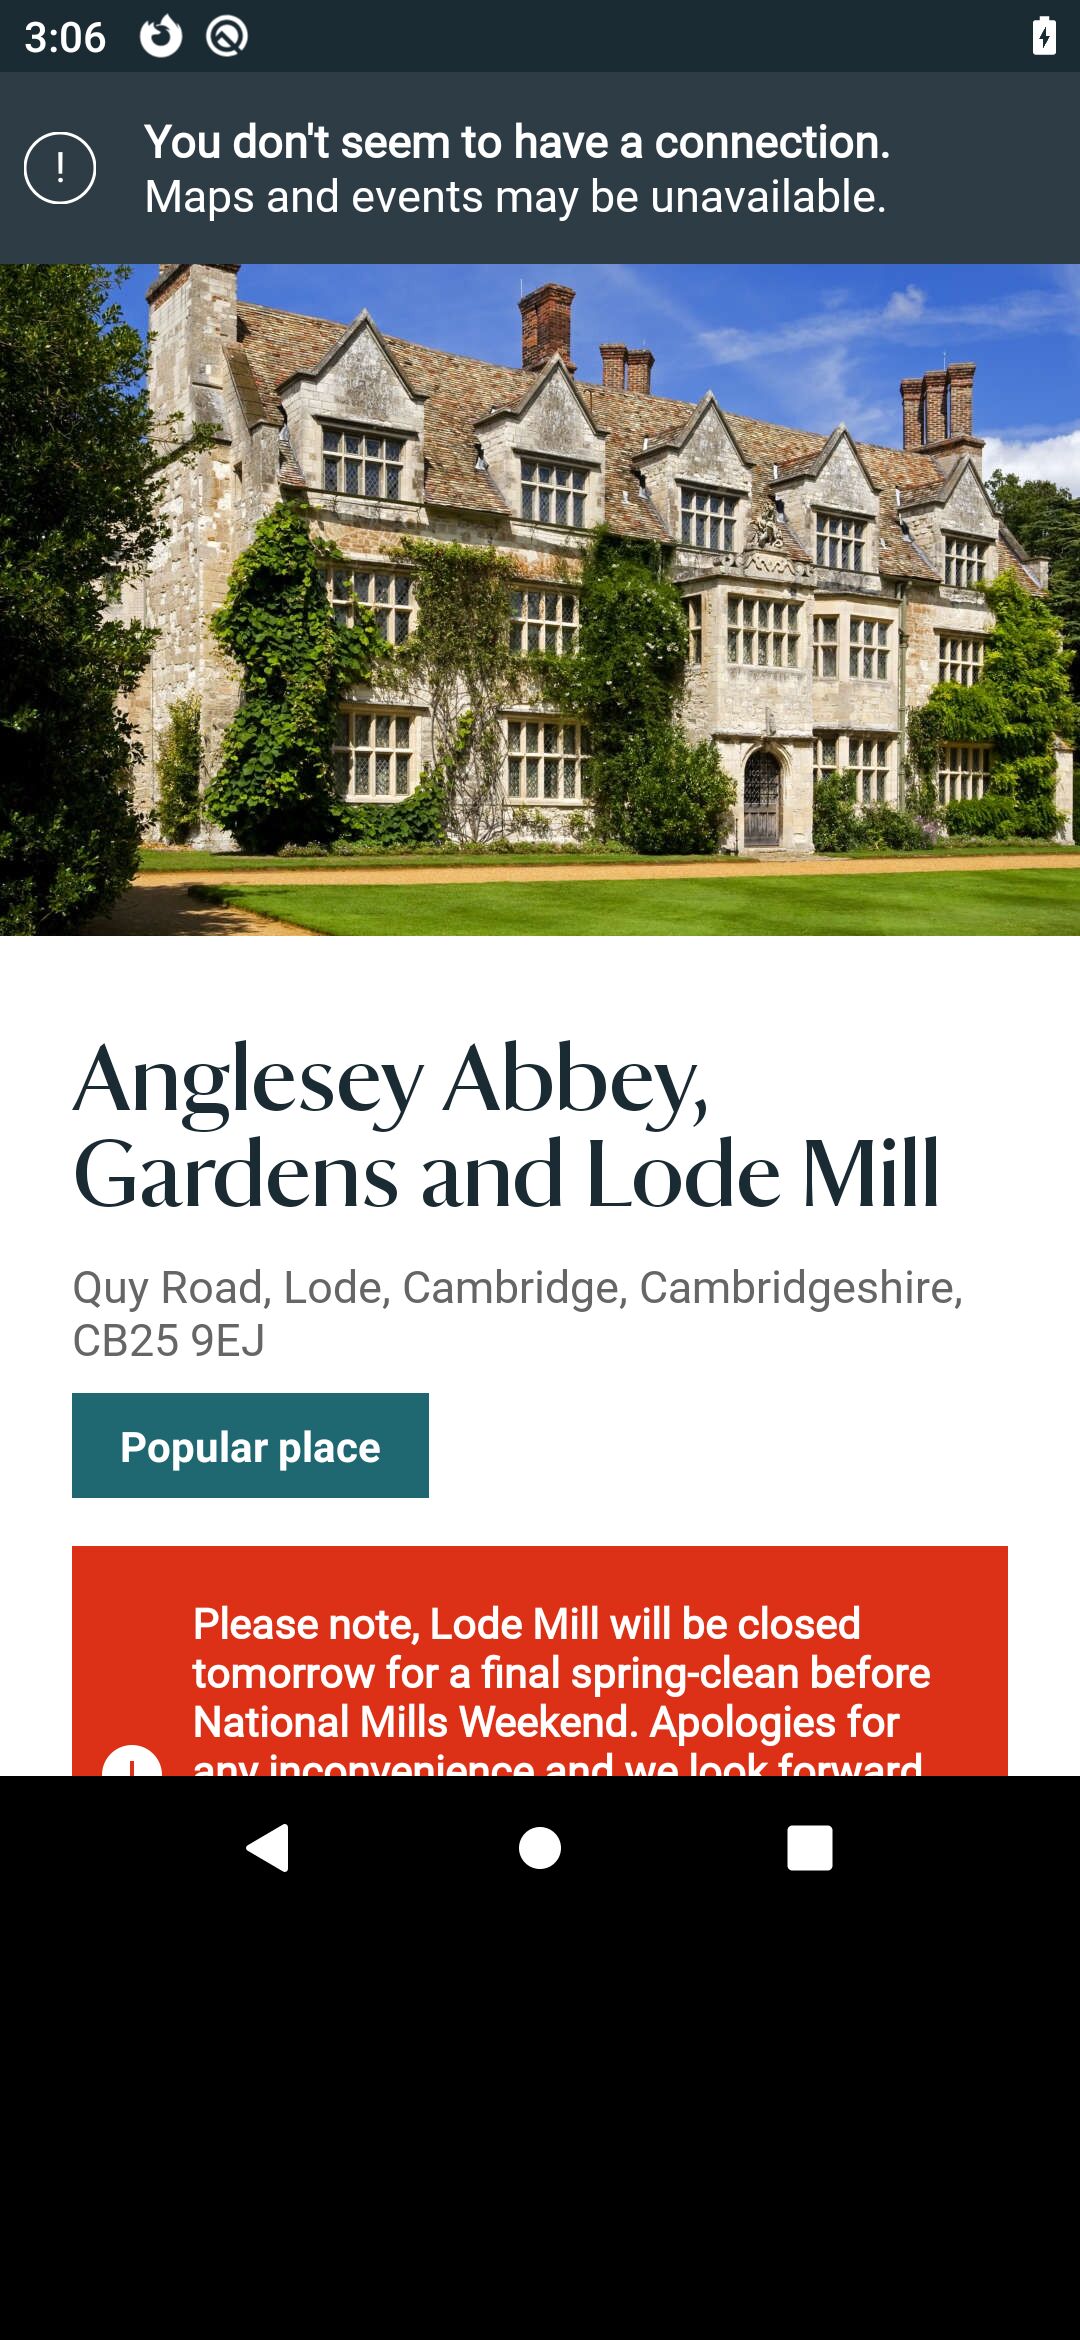 3:06
You don't seem to have a connection.
Maps and events may be unavailable.
Anglesey Abbey,
Gardens and Lode Mill
Quy Road, Lode, Cambridge, Cambridgeshire,
CB25 9EJ
Popular place
Please note, Lode Mill will be closed
tomorrow for a final spring-clean before
National Mills Weekend. Apologies for
any inconvenience and we look forward